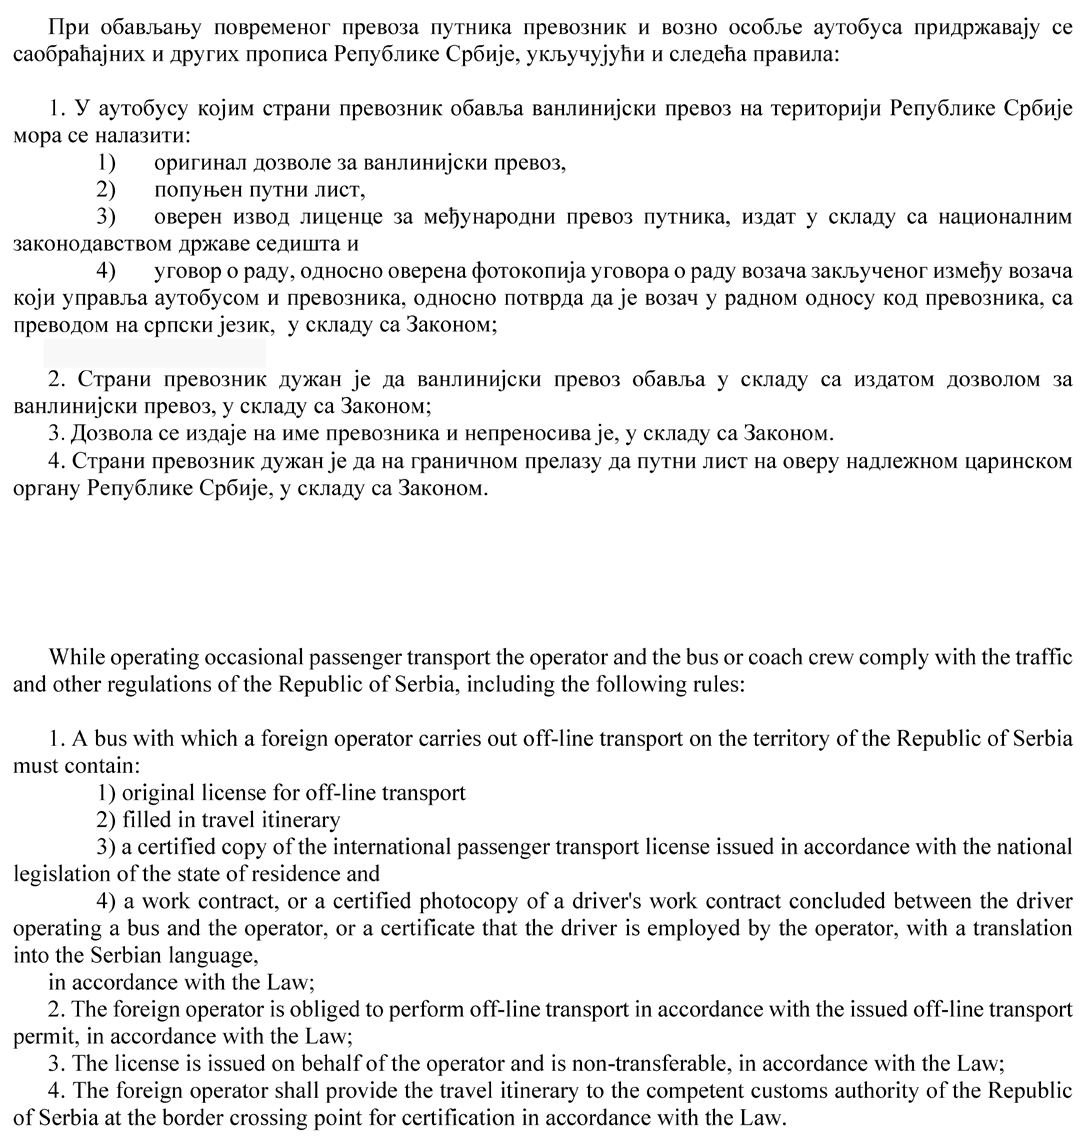 При обављању повременог превоза путника превозник и возно особље аутобуса придржавају се
саобраћајних и других прописа Републике Србије, укључујући и следећа правила:
1. У аутобусу којим страни превозник обавља ванлинијски превоз на територији Републике Србије
мора се налазити:
1) оригинал дозволе за ванлинијски превоз,
2) попуњен путни лист,
3) оверен извод лиценце за међународни превоз путника, издат у складу са националним
законодавством државе седишта и
4) уговор о раду, односно оверена фотокопија уговора о раду возача закљученог између возача
који управља аутобусом и превозника, односно потврда да је возач у радном односу код превозника, са
преводом на српски језик, у складу са Законом;
2. Страни превозник дужан је да ванлинијски превоз обавља у складу са издатом дозволом за
ванлинијски превоз, у складу са Законом;
3. Дозвола се издаје на име превозника и непреносива је, у складу са Законом.
4. Страни превозник дужан је да на граничном прелазу да путни лист на оверу надлежном царинском
органу Републике Србије, у складу са Законом.
While operating occasional passenger transport the operator and the bus or coach crew comply with the traffic
and other regulations of the Republic of Serbia, including the following rules:
1. A bus with which a foreign operator carries out off-line transport on the territory of the Republic of Serbia
must contain:
1) original license for off-line transport
2) filled in travel itinerary
3) a certified copy of the international passenger transport license issued in accordance with the national
legislation of the state of residence and
4) a work contract, or a certified photocopy of a driver's work contract concluded between the driver
operating a bus and the operator, or a certificate that the driver is employed by the operator, with a translation
into the Serbian language,
in accordance with the Law;
2. The foreign operator is obliged to perform off-line transport in accordance with the issued off-line transport
permit, in accordance with the Law;
3. The license is issued on behalf of the operator and is non-transferable, in accordance with the Law;
4. The foreign operator shall provide the travel itinerary to the competent customs authority of the Republic
of Serbia at the border crossing point for certification in accordance with the Law.